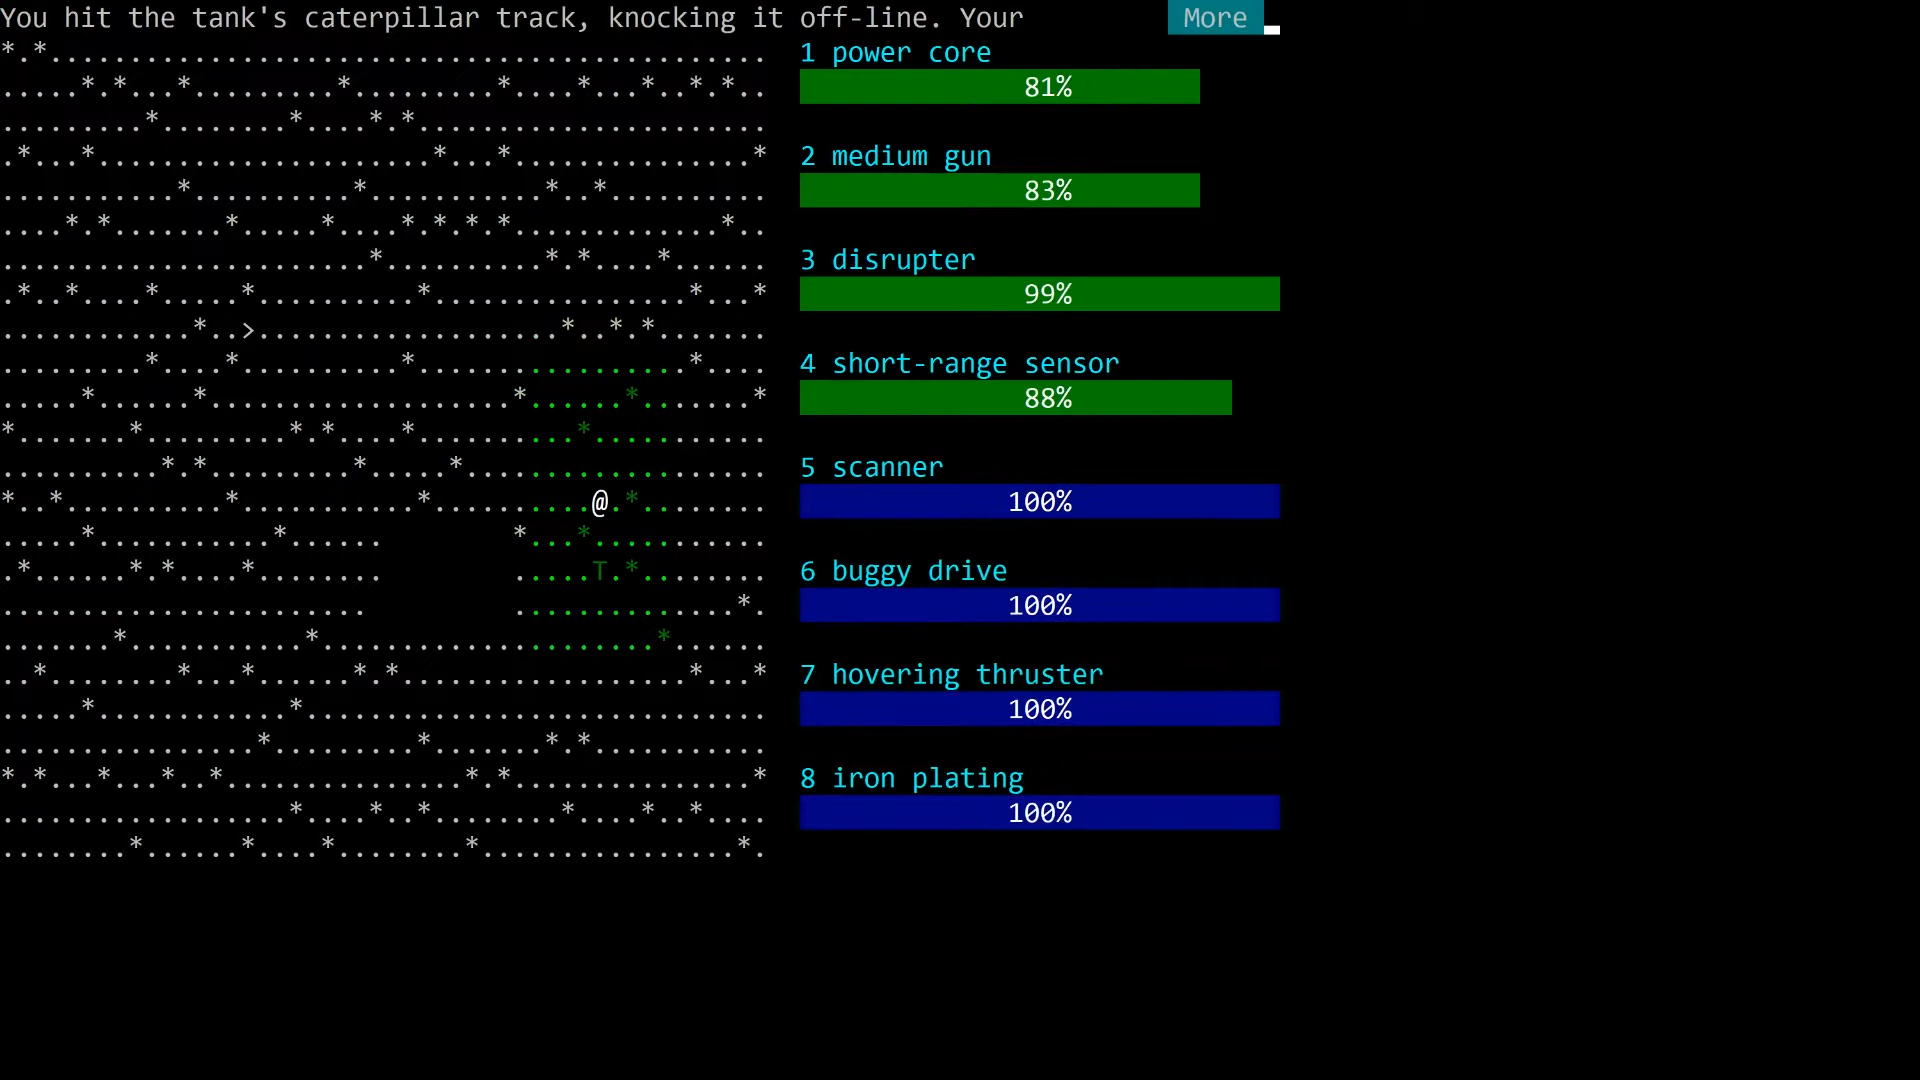 You hit the tank's caterpillar track, knocking it off-line. Your More
1 power core
81%
2 medium gun
83%
3 disrupter
99%
4 short-range sensor
88%
5 scanner
100%
6 buggy drive
100%
7 hovering thruster
100%
8 iron plating
100%